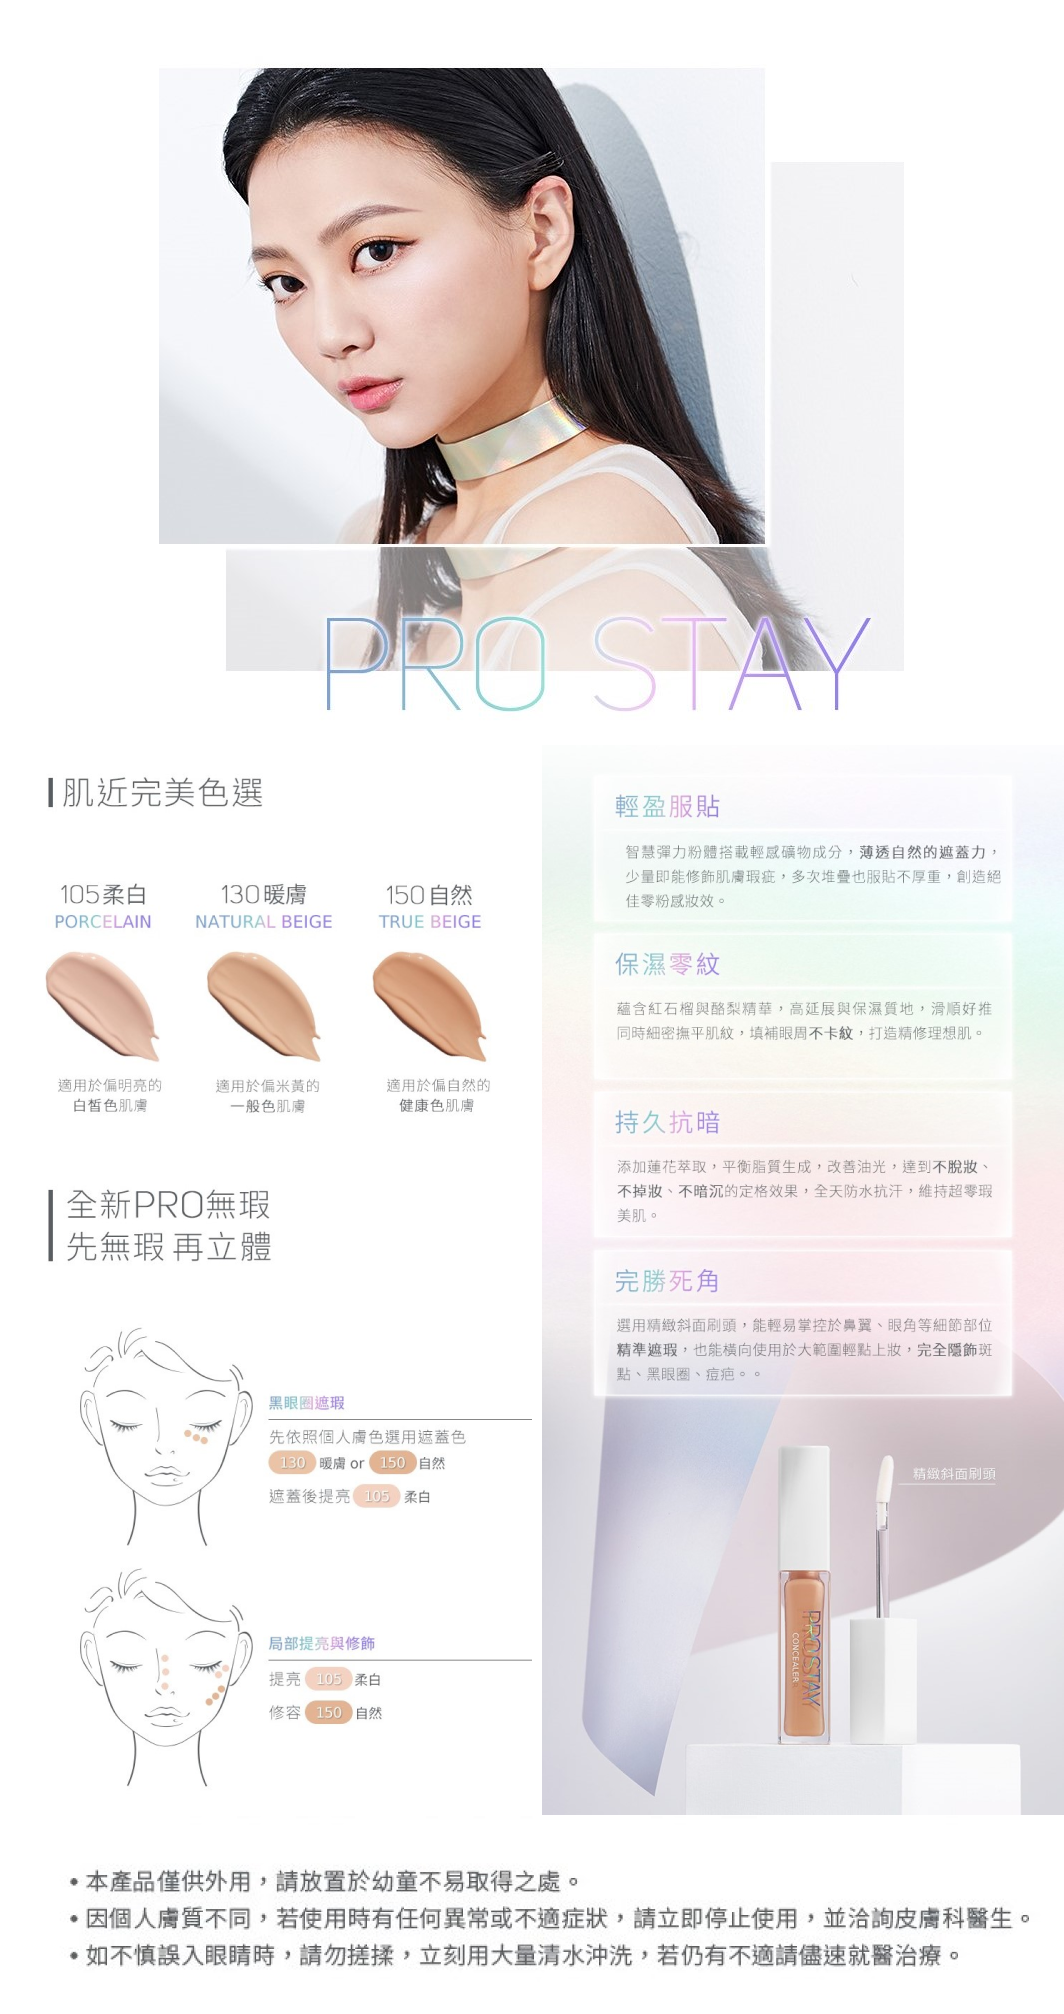 PRO STAY
肌近完美色選
105柔白
PORCELAIN
適用於偏明亮的
白皙色肌膚
130暖膚
NATURAL BEIGE
適用於偏米黃的
一般色肌膚
150自然
TRUE BEIGE
適用於偏自然的
健康色肌膚
全新PRO無瑕
先無瑕 再立體
黑眼圈遮瑕
先依照個人膚色選用遮蓋色
130 暖膚 or 150 自然
遮蓋後提亮 105 柔白
局部提亮與修飾
提亮 105 柔白
修容 150 自然
輕盈服貼
智慧彈力粉體搭載輕感礦物成分，薄透自然的遮蓋力，
少量即能修飾肌膚瑕疵，多次堆疊也服貼不厚重，創造絕
佳零粉感妝效。
保濕零紋
蘊含紅石榴與酪梨精華，高延展與保濕質地，滑順好推
同時細密撫平肌紋，填補眼周不卡紋，打造精修理想肌。
持久抗暗
添加蓮花萃取，平衡脂質生成，改善油光，達到不脫妝、
不掉妝、不暗沉的定格效果，全天防水抗汗，維持超零瑕
美肌。
完勝死角
選用精緻斜面刷頭，能輕易掌控於鼻翼、眼角等細節部位
精準遮瑕，也能橫向使用於大範圍輕點上妝，完全隱飾斑
點、黑眼圈、痘疤。。
精緻斜面刷頭
PRO STAY
CONCEALER
•本產品僅供外用，請放置於幼童不易取得之處。
•因個人膚質不同，若使用時有任何異常或不適症狀，請立即停止使用，並洽詢皮膚科醫生。
•如不慎誤入眼睛時，請勿搓揉，立刻用大量清水沖洗，若仍有不適請儘速就醫治療。